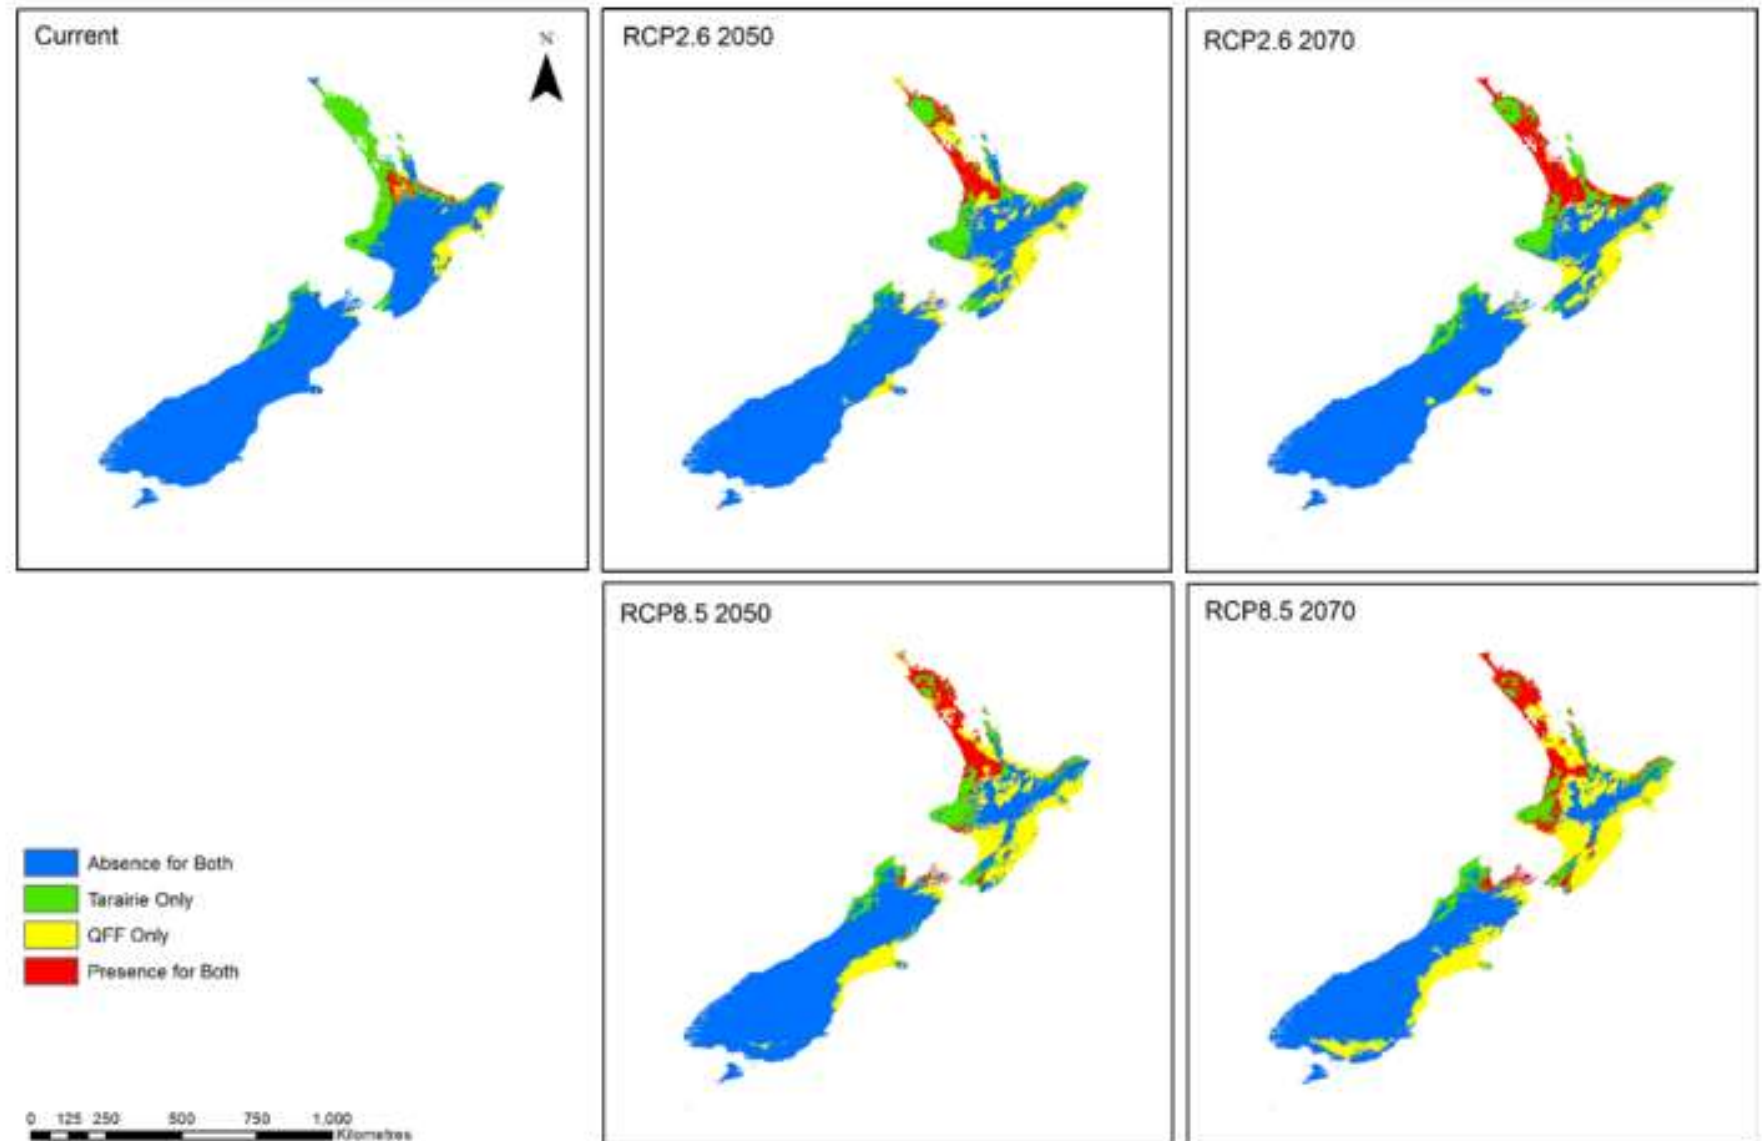 Current
N
RCP2.6 2050
RCP2.6 2070
RCP8.5 2050
RCP8.5 2070
Absence for Both
Tarairie Only
QFF Only
Presence for Both
0 125 250 500 750 1,000
Kilometres